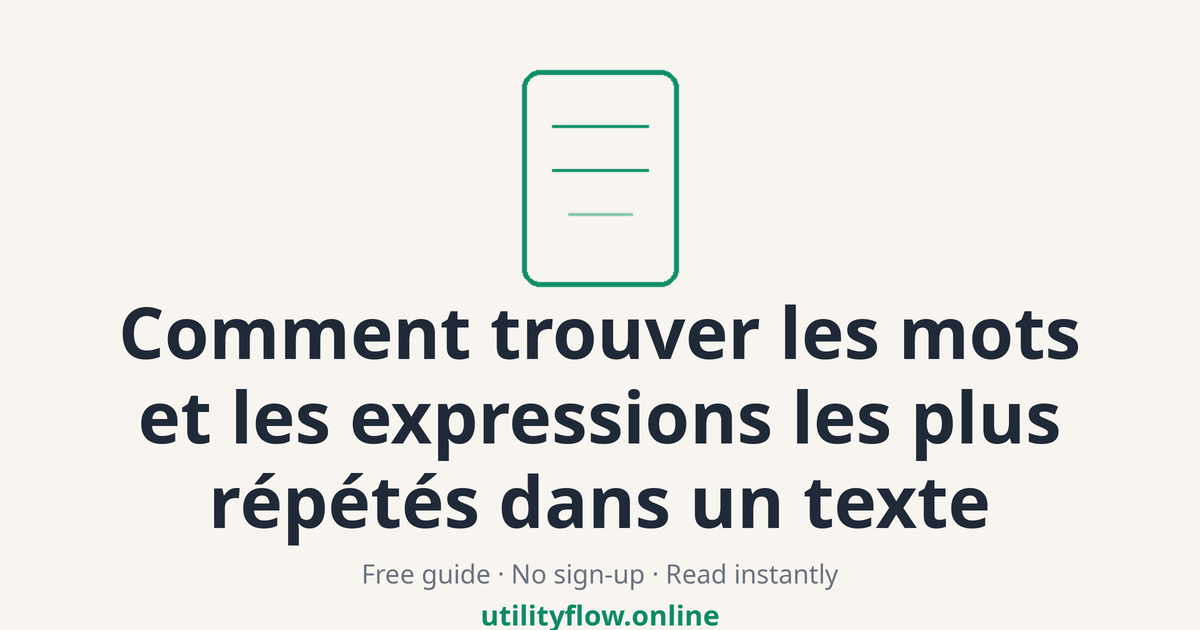 Comment trouver les mots
et les expressions les plus
répétés dans un texte
Free guide · No sign-up · Read instantly
utilityflow.online